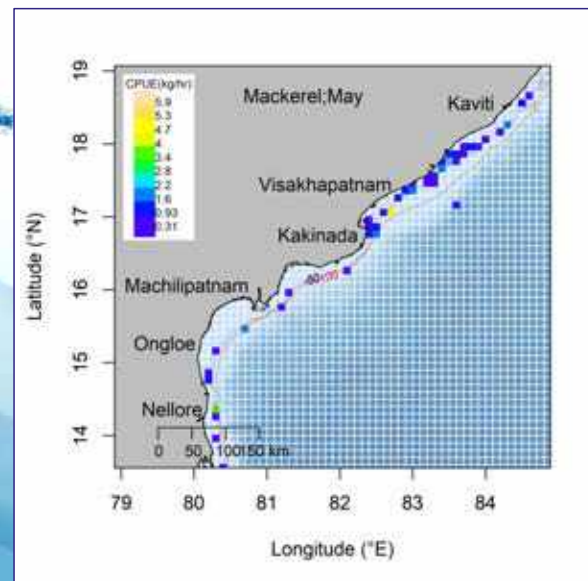 CPUE(kg/hr)
5.9
5.3
4.7
4
3.4
2.8
2.2
1.6
0.93
0.31
Mackerel;May
Kaviti
Visakhapatnam
Kakinada
Machilipatnam
Ongloe
Nellore
0 50 100 150 km
19
18
17
16
15
14
Latitude (°N)
79 80 81 82 83 84
Longitude (°E)